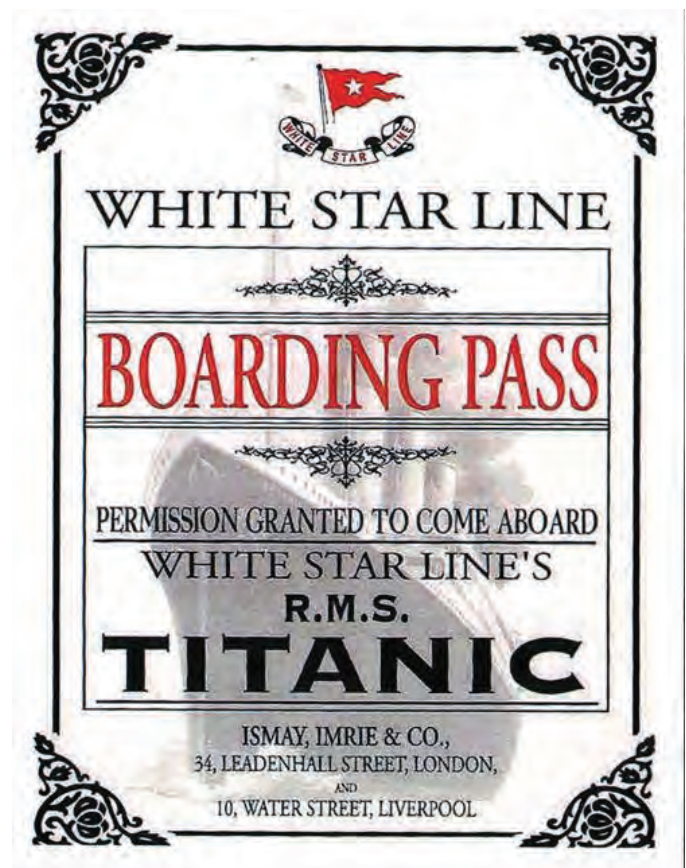 WHITE STAR LINE
WHITE STAR LINE
BOARDING PASS
PERMISSION GRANTED TO COME ABOARD
WHITE STAR LINE'S
R.M.S.
TITANIC
ISMAY, IMRIE & CO.,
34, LEADENHALL STREET, LONDON,
AND
10, WATER STREET, LIVERPOOL